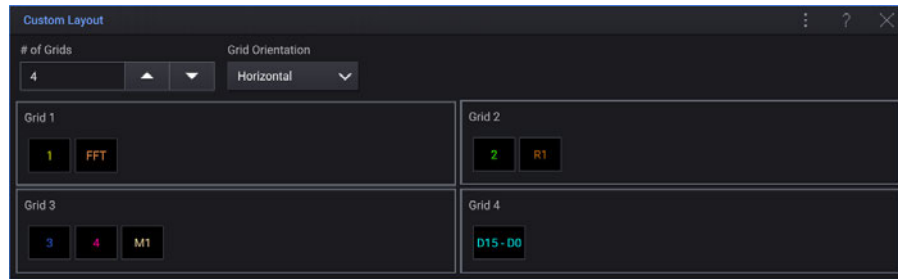 Custom Layout
# of Grids Grid Orientation
4 Horizontal
Grid 1 Grid 2
1 FFT 2 R1
Grid 3 Grid 4
3 4 M1 D15 - D0